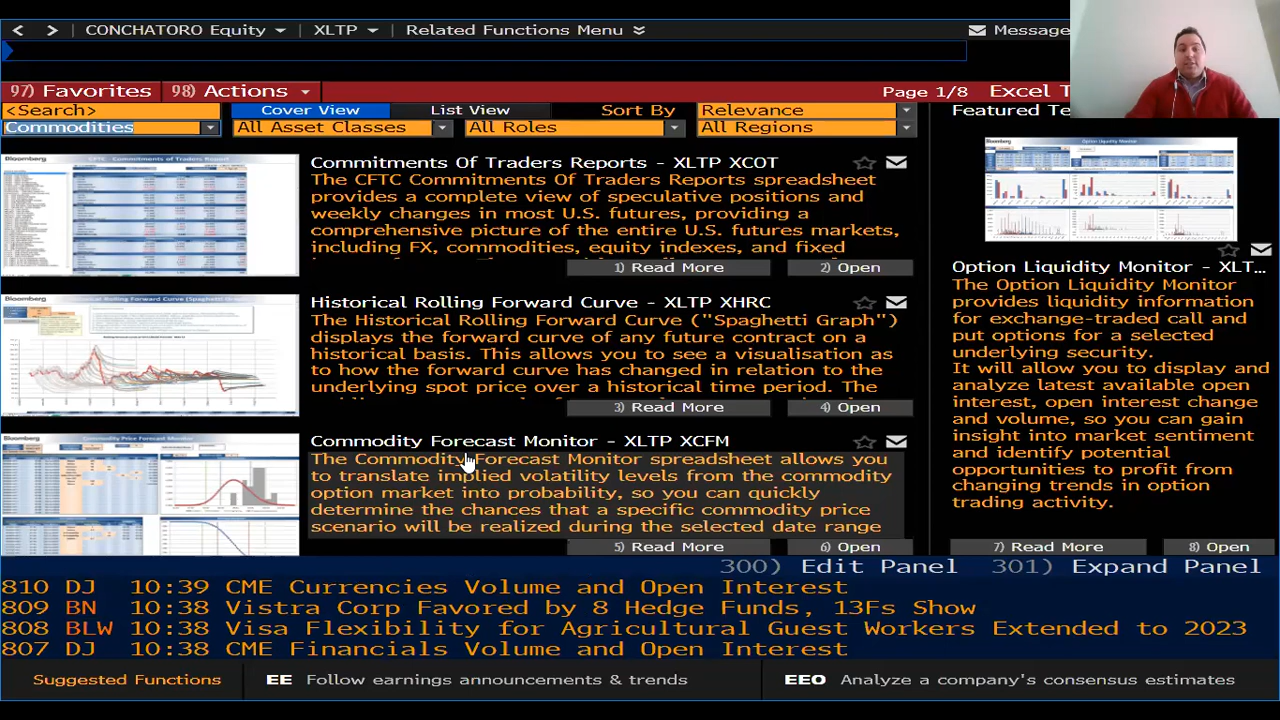 < > CONCHATORO Equity XLTP Related Functions Menu Message
97) Favorites 98) Actions Page 1/8 Excel T
<Search> Cover View List View Sort By Relevance
Commodities All Asset Classes All Roles All Regions
Featured Te
Commitments Of Traders Reports - XLTP XCOT
The CFTC Commitments Of Traders Reports spreadsheet
provides a complete view of speculative positions and
weekly changes in most U.S. futures, providing a
comprehensive picture of the entire U.S. futures markets,
including FX, commodities, equity indexes, and fixed
1) Read More 2) Open
Historical Rolling Forward Curve - XLTP XHRC
The Historical Rolling Forward Curve ("Spaghetti Graph")
displays the forward curve of any future contract on a
historical basis. This allows you to see a visualisation as
to how the forward curve has changed in relation to the
underlying spot price over a historical time period. The
3) Read More 4) Open
Commodity Forecast Monitor - XLTP XCFM
The Commodity Forecast Monitor spreadsheet allows you
to translate implied volatility levels from the commodity
option market into probability, so you can quickly
determine the chances that a specific commodity price
scenario will be realized during the selected date range
5) Read More 6) Open
Option Liquidity Monitor - XLT...
The Option Liquidity Monitor
provides liquidity information
for exchange-traded call and
put options for a selected
underlying security.
It will allow you to display and
analyze latest available open
interest, open interest change
and volume, so you can gain
insight into market sentiment
and identify potential
opportunities to profit from
changing trends in option
trading activity.
7) Read More 8) Open
300) Edit Panel 301) Expand Panel
810 DJ 10:39 CME Currencies Volume and Open Interest
809 BN 10:38 Vistra Corp Favored by 8 Hedge Funds, 13Fs Show
808 BLW 10:38 Visa Flexibility for Agricultural Guest Workers Extended to 2023
807 DJ 10:38 CME Financials Volume and Open Interest
Suggested Functions EE Follow earnings announcements & trends EEO Analyze a company's consensus estimates